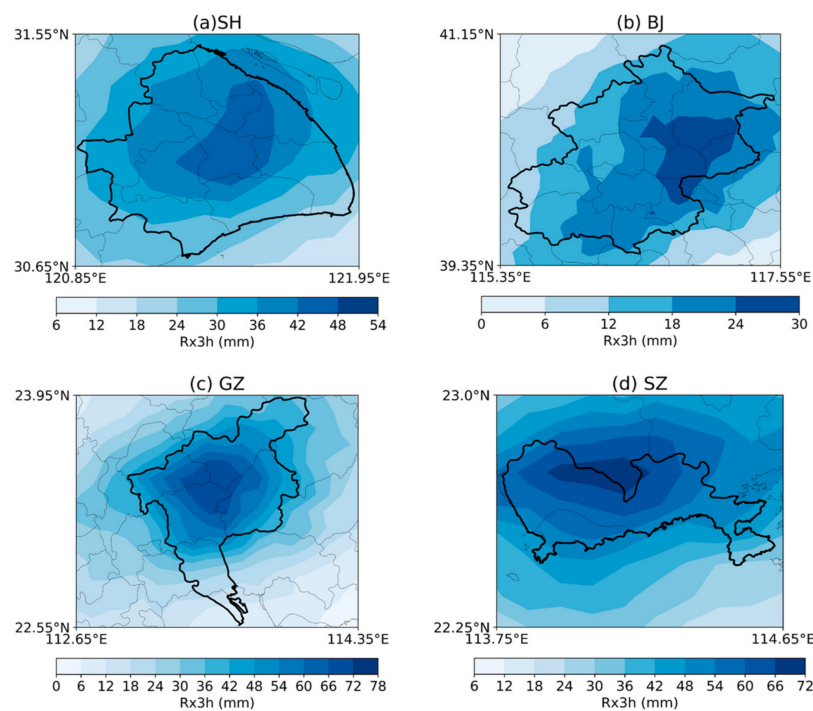 (a)SH
31.55°N
30.65°N
120.85°E 121.95°E
6 12 18 24 30 36 42 48 54
Rx3h (mm)
(b) BJ
41.15°N
39.35°N
115.35°E 117.55°E
0 6 12 18 24 30
Rx3h (mm)
(c) GZ
23.95°N
22.55°N
112.65°E 114.35°E
0 6 12 18 24 30 36 42 48 54 60 66 72 78
Rx3h (mm)
(d) SZ
23.0°N
22.25°N
113.75°E 114.65°E
6 12 18 24 30 36 42 48 54 60 66 72
Rx3h (mm)